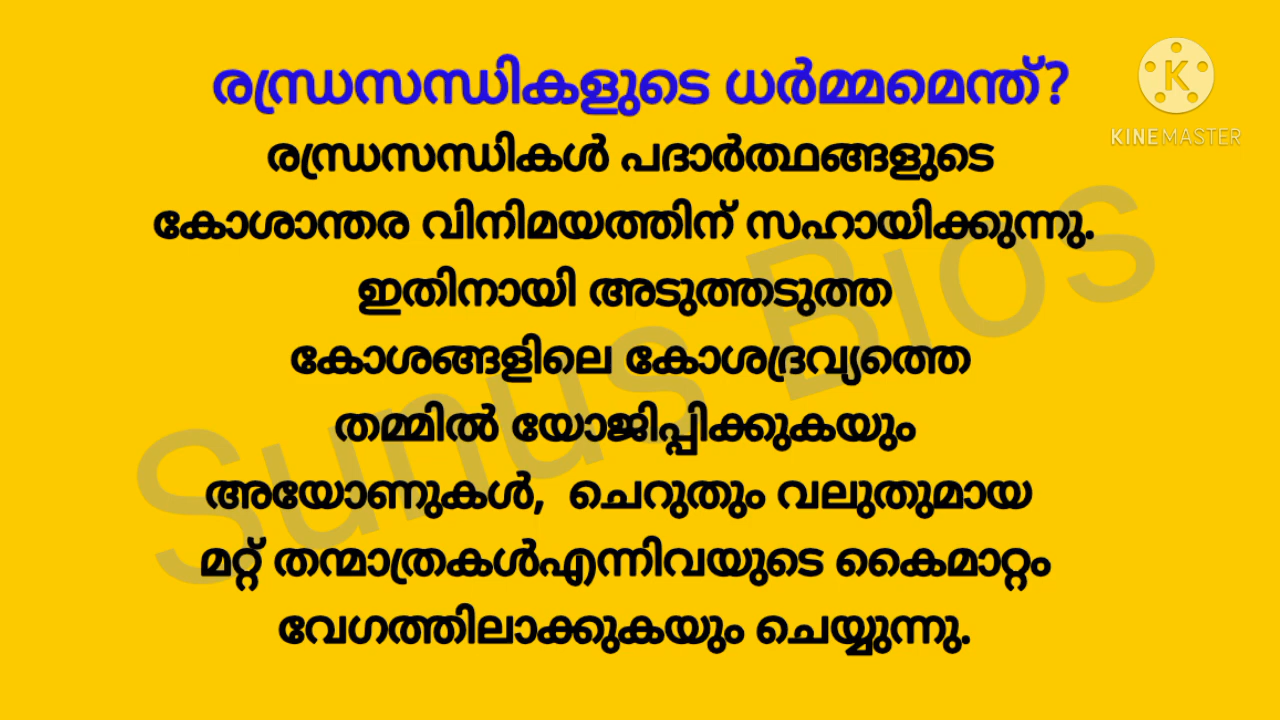 രന്ധ്രസന്ധികളുടെ ധർമ്മമെന്ത്?
KINEMASTER
രന്ധ്രസന്ധികൾ പദാർത്ഥങ്ങളുടെ
കോശാന്തര വിനിമയത്തിന് സഹായിക്കുന്നു.
ഇതിനായി അടുത്തടുത്ത
കോശങ്ങളിലെ കോശദ്രവ്യത്തെ
തമ്മിൽ യോജിപ്പിക്കുകയും
അയോണുകൾ, ചെറുതും വലുതുമായ
മറ്റ് തന്മാത്രകൾഎന്നിവയുടെ കൈമാറ്റം
വേഗത്തിലാക്കുകയും ചെയ്യുന്നു.
Sunus Bios